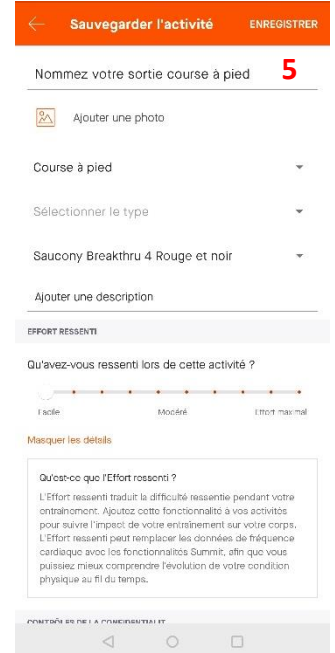 Sauvegarder l'activité ENREGISTRER
Nommez votre sortie course à pied 5
Ajouter une photo
Course à pied
Sélectionner le type
Saucony Breakthru 4 Rouge et noir
Ajouter une description
EFFORT RESSENTI
Qu'avez-vous ressenti lors de cette activité ?
Facile Modéré Effort maximal
Masquer les détails
Qu'est-ce que l'Effort ressenti ?
L'Effort ressenti traduit la difficulté ressentie pendant votre
entraînement. Ajoutez cette fonctionnalité à vos activités
pour suivre l'impact de votre entraînement sur votre corps.
L'Effort ressenti peut remplacer les données de fréquence
cardiaque avec les fonctionnalités Summit, afin que vous
puissiez mieux comprendre l'évolution de votre condition
physique au fil du temps.
CONTRÔLES DE LA CONFIDENTIALIT